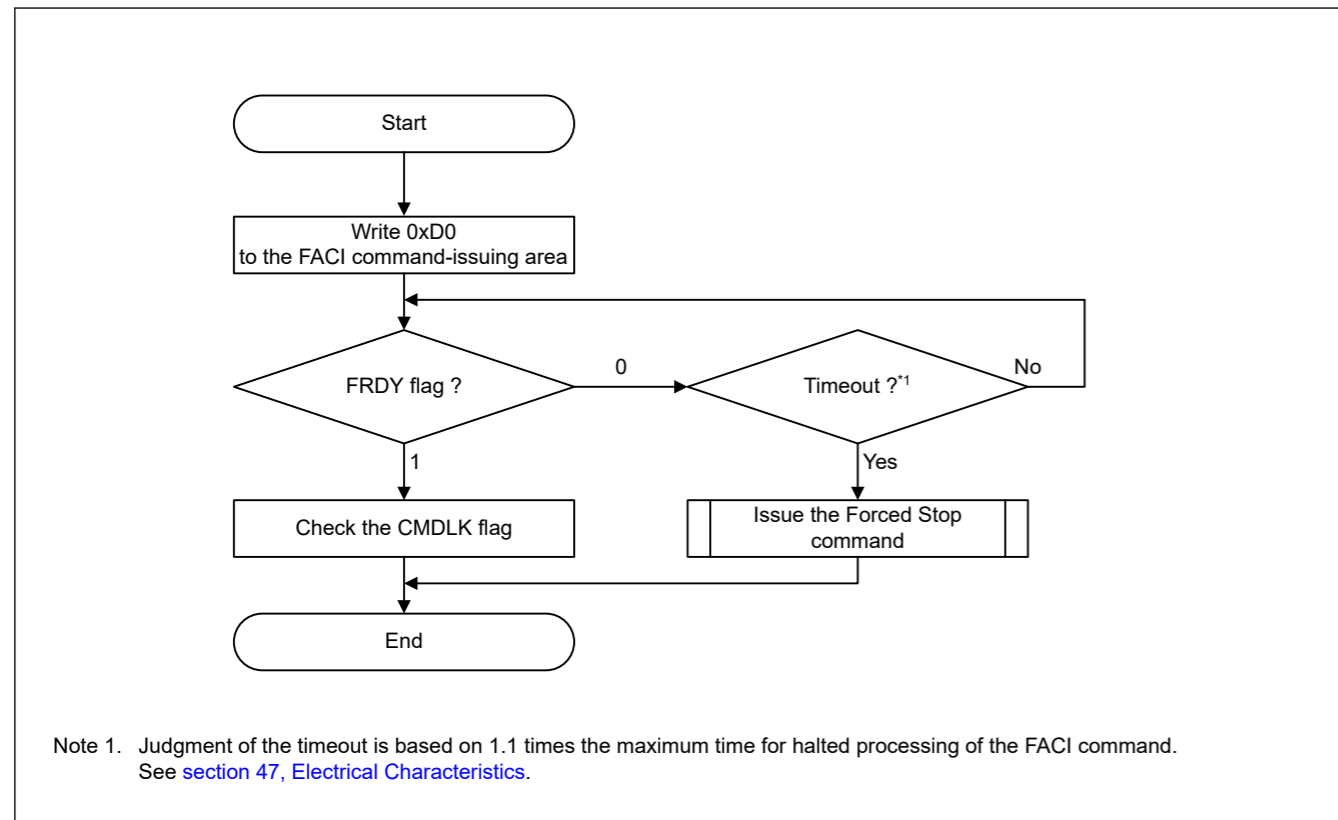 Start
Write 0xD0
to the FACI command-issuing area
FRDY flag ?
0
Timeout ?*1
No
1
Yes
Check the CMDLK flag
Issue the Forced Stop
command
End
Note 1. Judgment of the timeout is based on 1.1 times the maximum time for halted processing of the FACI command.
See section 47, Electrical Characteristics.